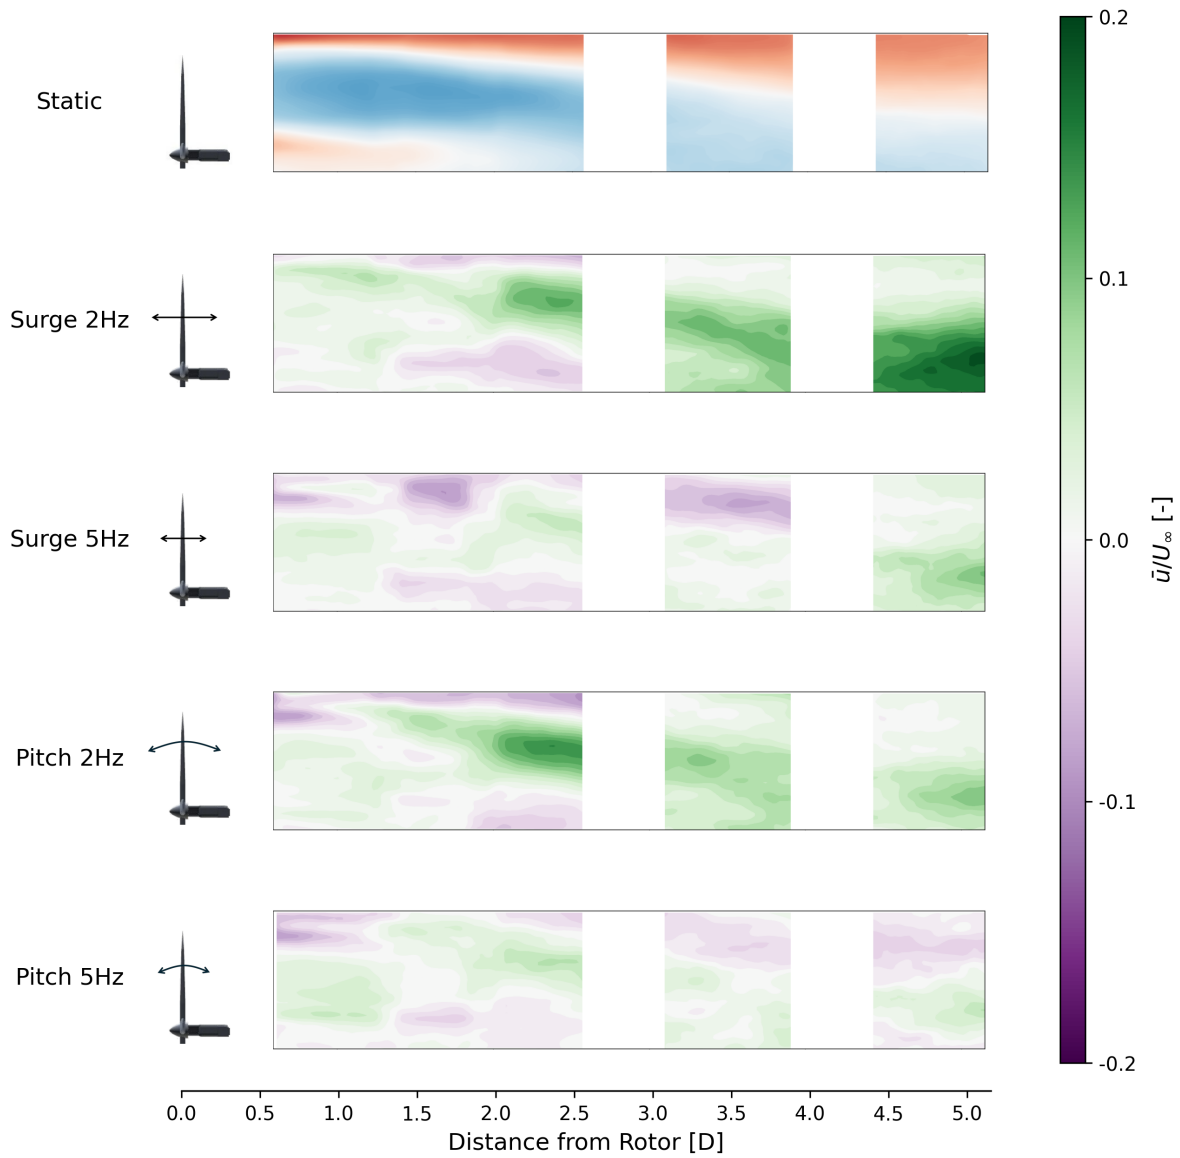 Static
Surge 2Hz
Surge 5Hz
Pitch 2Hz
Pitch 5Hz
0.2
0.1
0.0
-0.1
-0.2
ū/U∞ [-]
0.0 0.5 1.0 1.5 2.0 2.5 3.0 3.5 4.0 4.5 5.0
Distance from Rotor [D]